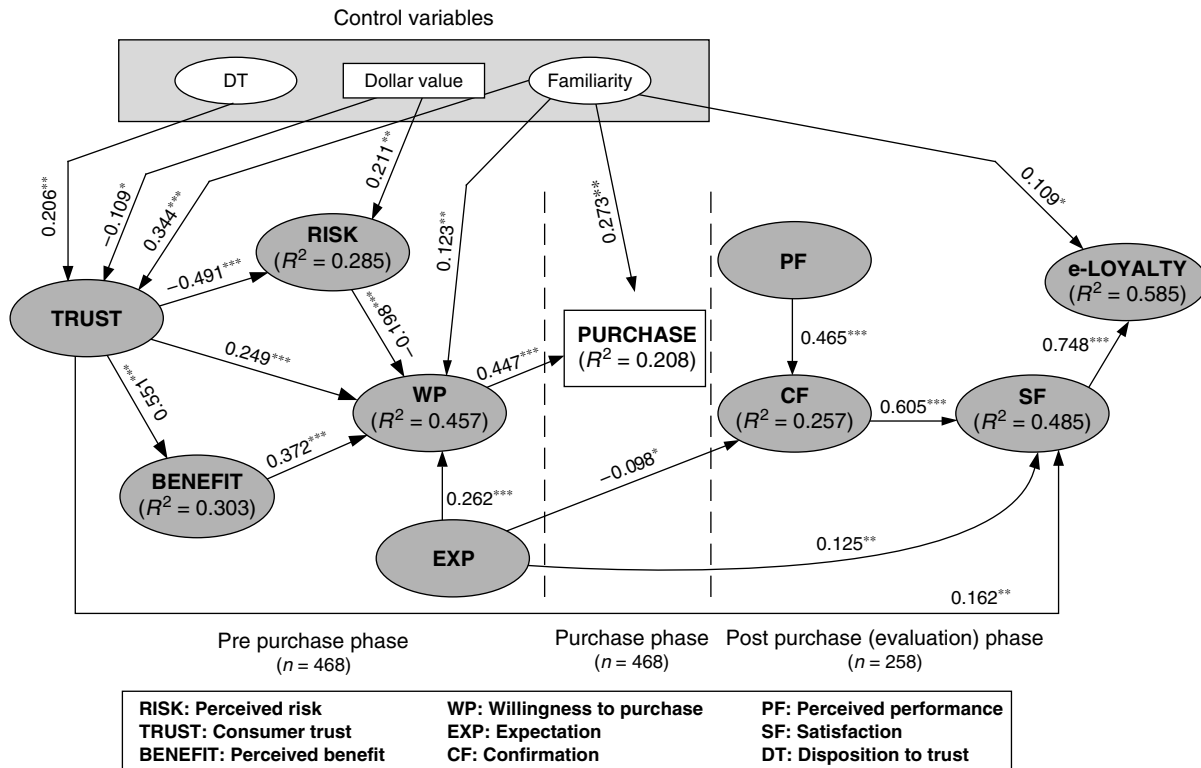 Control variables
DT
Dollar value
Familiarity
0.206**
−0.109*
0.344***
0.211**
0.123**
0.273***
0.109*
RISK
(R² = 0.285)
PF
e-LOYALTY
(R² = 0.585)
−0.491***
TRUST
−0.198***
PURCHASE
(R² = 0.208)
0.465***
0.748***
0.249***
0.447***
WP
(R² = 0.457)
CF
(R² = 0.257)
0.605***
SF
(R² = 0.485)
0.551***
0.372***
BENEFIT
(R² = 0.303)
0.262***
−0.098*
EXP
0.125**
0.162**
Pre purchase phase
(n = 468)
Purchase phase
(n = 468)
Post purchase (evaluation) phase
(n = 258)
RISK: Perceived risk
TRUST: Consumer trust
BENEFIT: Perceived benefit
WP: Willingness to purchase
EXP: Expectation
CF: Confirmation
PF: Perceived performance
SF: Satisfaction
DT: Disposition to trust